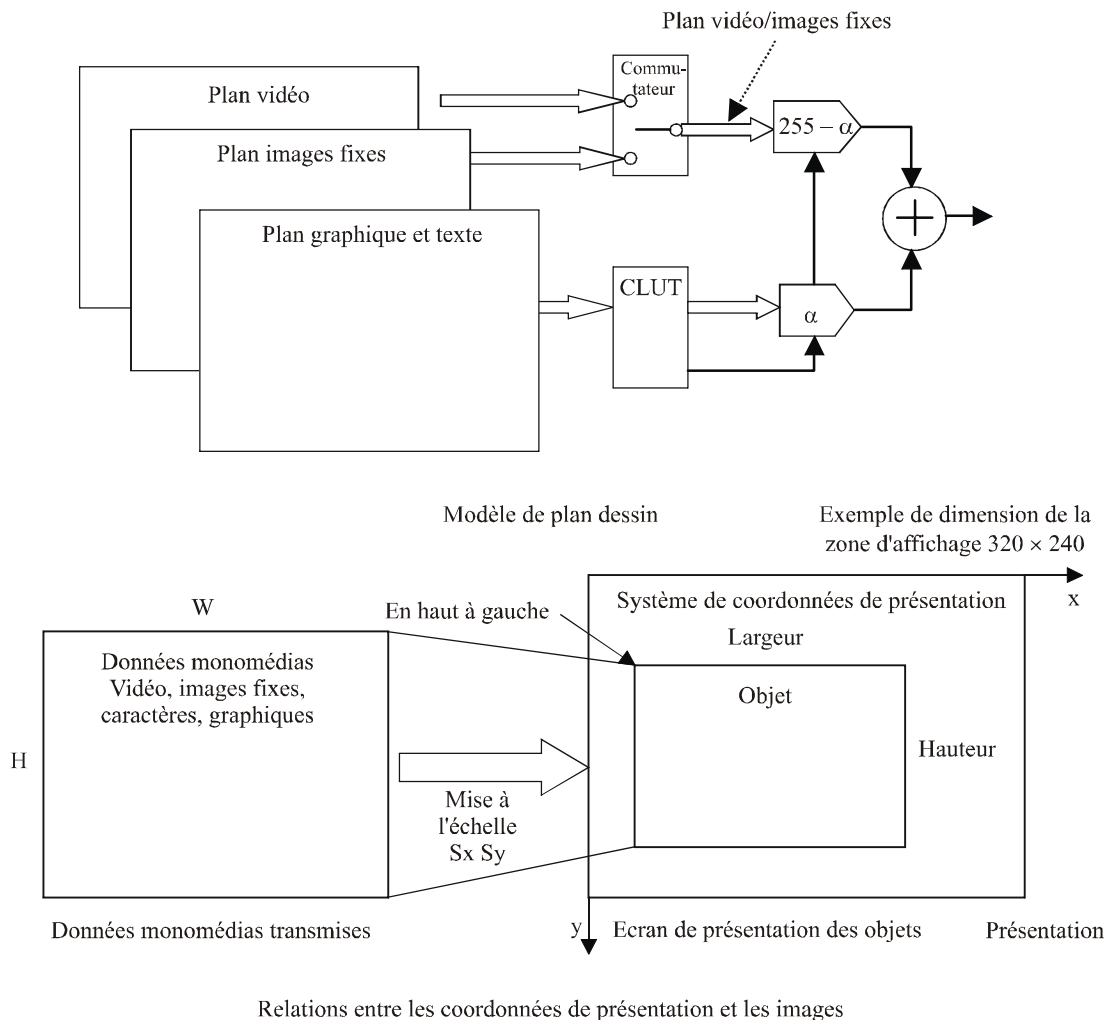 Plan vidéo/images fixes
Plan vidéo
Commu-
tateur
Plan images fixes
255 – α
Plan graphique et texte
CLUT
α
Modèle de plan dessin
Exemple de dimension de la
zone d'affichage 320 × 240
x
W
En haut à gauche
Système de coordonnées de présentation
Largeur
Données monomédias
Vidéo, images fixes,
caractères, graphiques
Objet
H
Hauteur
Mise à
l'échelle
Sx Sy
Données monomédias transmises
y
Ecran de présentation des objets
Présentation
Relations entre les coordonnées de présentation et les images